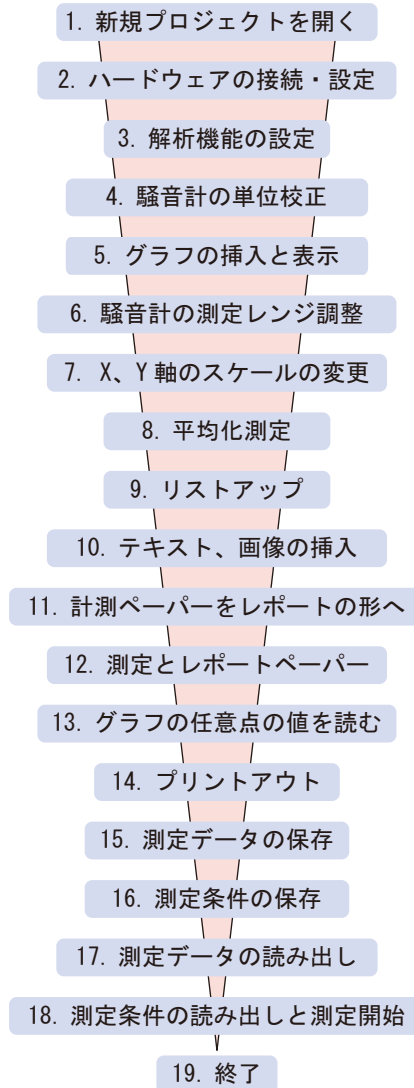 1. 新規プロジェクトを開く
2. ハードウェアの接続・設定
3. 解析機能の設定
4. 騒音計の単位校正
5. グラフの挿入と表示
6. 騒音計の測定レンジ調整
7. X、Y 軸のスケールの変更
8. 平均化測定
9. リストアップ
10. テキスト、画像の挿入
11. 計測ペーパーをレポートの形へ
12. 測定とレポートペーパー
13. グラフの任意点の値を読む
14. プリントアウト
15. 測定データの保存
16. 測定条件の保存
17. 測定データの読み出し
18. 測定条件の読み出しと測定開始
19. 終了